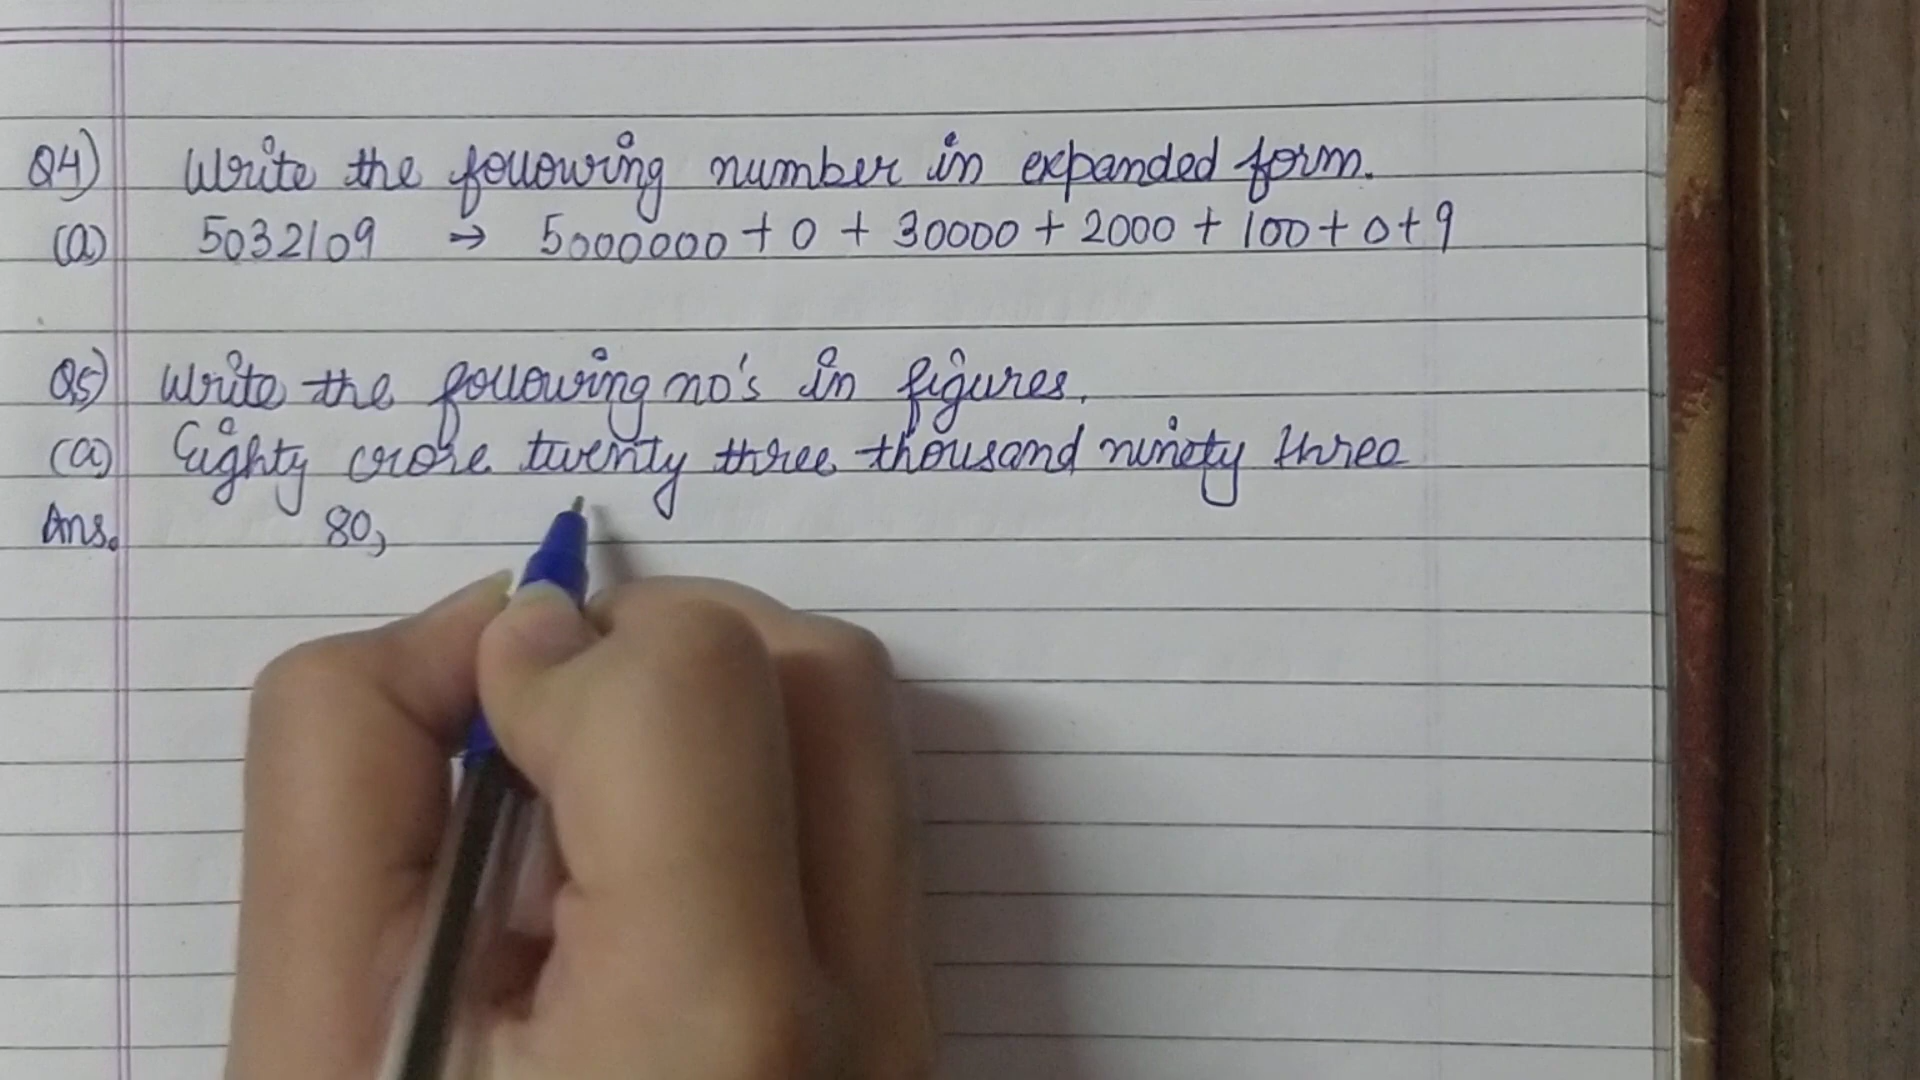 Q4) Write the following number in expanded form.
(a) 5032109 → 5000000 + 0 + 30000 + 2000 + 100 + 0 + 9
Q5) Write the following no's in figures.
(a) Eighty crore twenty three thousand ninety three
Ans. 80,